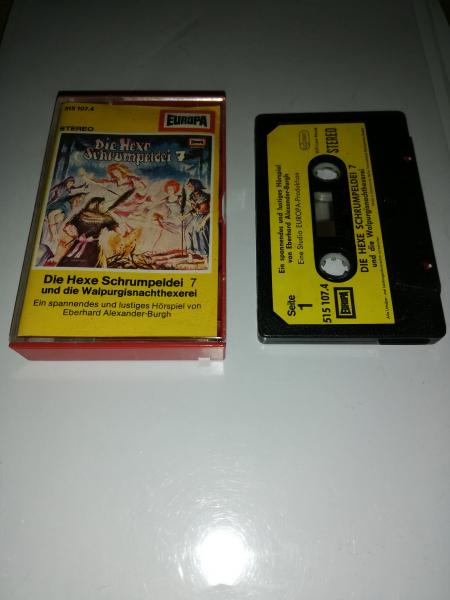 515 107.4
EUROPA
STEREO
Die Hexe
Schrumpeldei 7
Die Hexe Schrumpeldei 7
und die Walpurgisnachthexerei
Ein spannendes und lustiges Hörspiel von
Eberhard Alexander-Burgh
Ein spannendes und lustiges Hörspiel
von Eberhard Alexander-Burgh
Eine Studio EUROPA-Produktion
STEREO
Seite
1
515 107.4
EUROPA
DIE HEXE SCHRUMPELDEI 7
und die Walpurgisnachthexerei